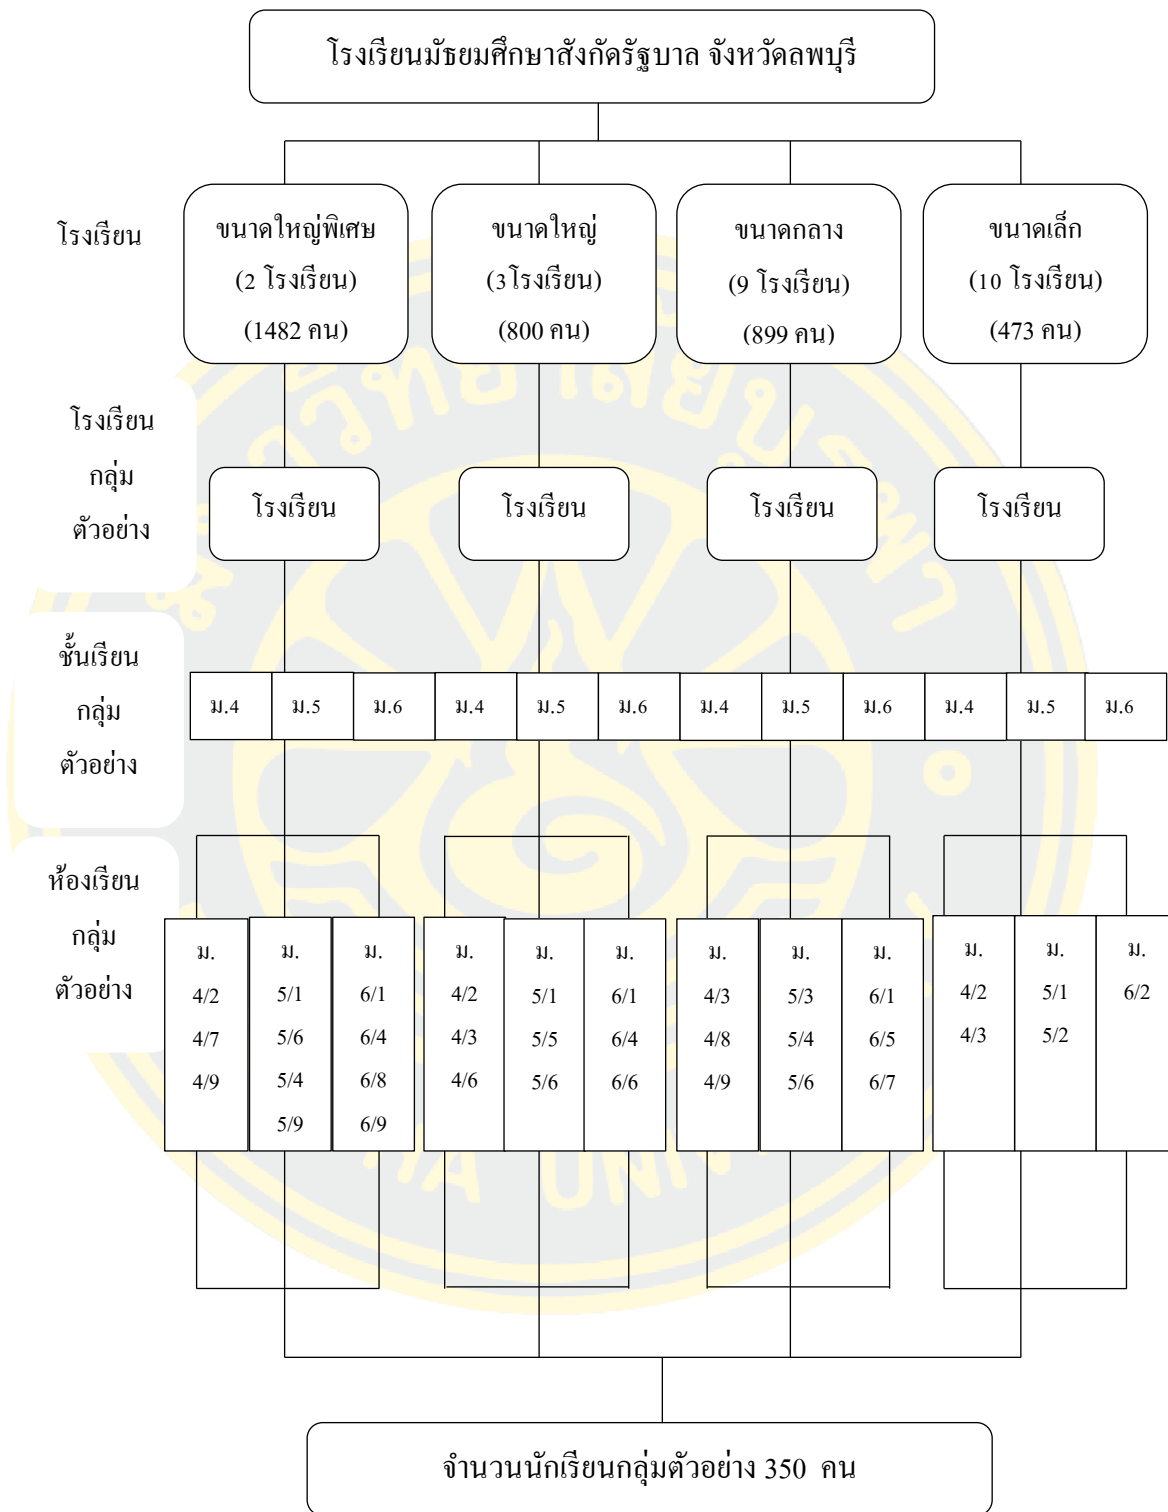 โรงเรียนมัธยมศึกษาสังกัดรัฐบาล จังหวัดลพบุรี
โรงเรียน
ขนาดใหญ่พิเศษ
(2 โรงเรียน)
(1482 คน)
ขนาดใหญ่
(3โรงเรียน)
(800 คน)
ขนาดกลาง
(9 โรงเรียน)
(899 คน)
ขนาดเล็ก
(10 โรงเรียน)
(473 คน)
โรงเรียน
กลุ่ม
ตัวอย่าง
โรงเรียน
โรงเรียน
โรงเรียน
โรงเรียน
ชั้นเรียน
กลุ่ม
ตัวอย่าง
ม.4
ม.5
ม.6
ม.4
ม.5
ม.6
ม.4
ม.5
ม.6
ม.4
ม.5
ม.6
ห้องเรียน
กลุ่ม
ตัวอย่าง
ม.
4/2
4/7
4/9
ม.
5/1
5/6
5/4
5/9
ม.
6/1
6/4
6/8
6/9
ม.
4/2
4/3
4/6
ม.
5/1
5/5
5/6
ม.
6/1
6/4
6/6
ม.
4/3
4/8
4/9
ม.
5/3
5/4
5/6
ม.
6/1
6/5
6/7
ม.
4/2
4/3
ม.
5/1
5/2
ม.
6/2
จำนวนนักเรียนกลุ่มตัวอย่าง 350 คน